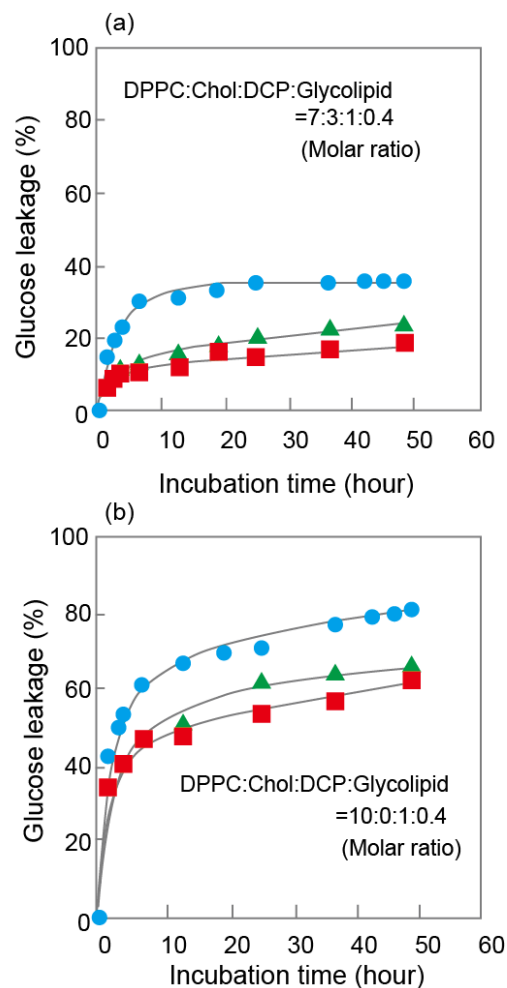 (a)
100
80
60
40
20
0
Glucose leakage (%)
DPPC:Chol:DCP:Glycolipid
=7:3:1:0.4
(Molar ratio)
0 10 20 30 40 50 60
Incubation time (hour)
(b)
100
80
60
40
20
0
Glucose leakage (%)
DPPC:Chol:DCP:Glycolipid
=10:0:1:0.4
(Molar ratio)
0 10 20 30 40 50 60
Incubation time (hour)